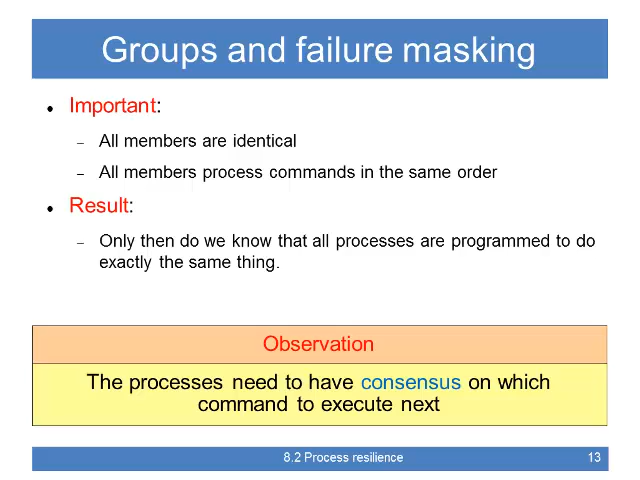 Groups and failure masking
• Important:
– All members are identical
– All members process commands in the same order
• Result:
– Only then do we know that all processes are programmed to do
exactly the same thing.
Observation
The processes need to have consensus on which
command to execute next
8.2 Process resilience 13